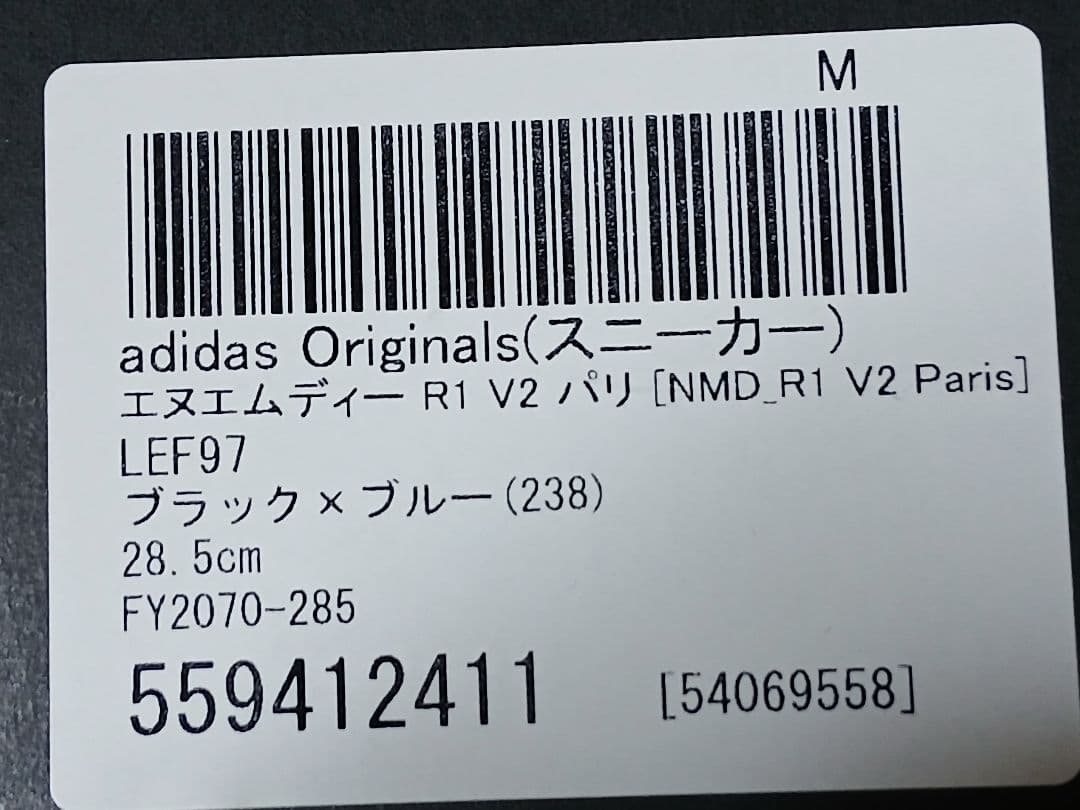 M
adidas Originals(スニーカー)
エヌエムディー R1 V2 パリ [NMD_R1 V2 Paris]
LEF97
ブラック×ブルー(238)
28.5cm
FY2070-285
559412411 [54069558]